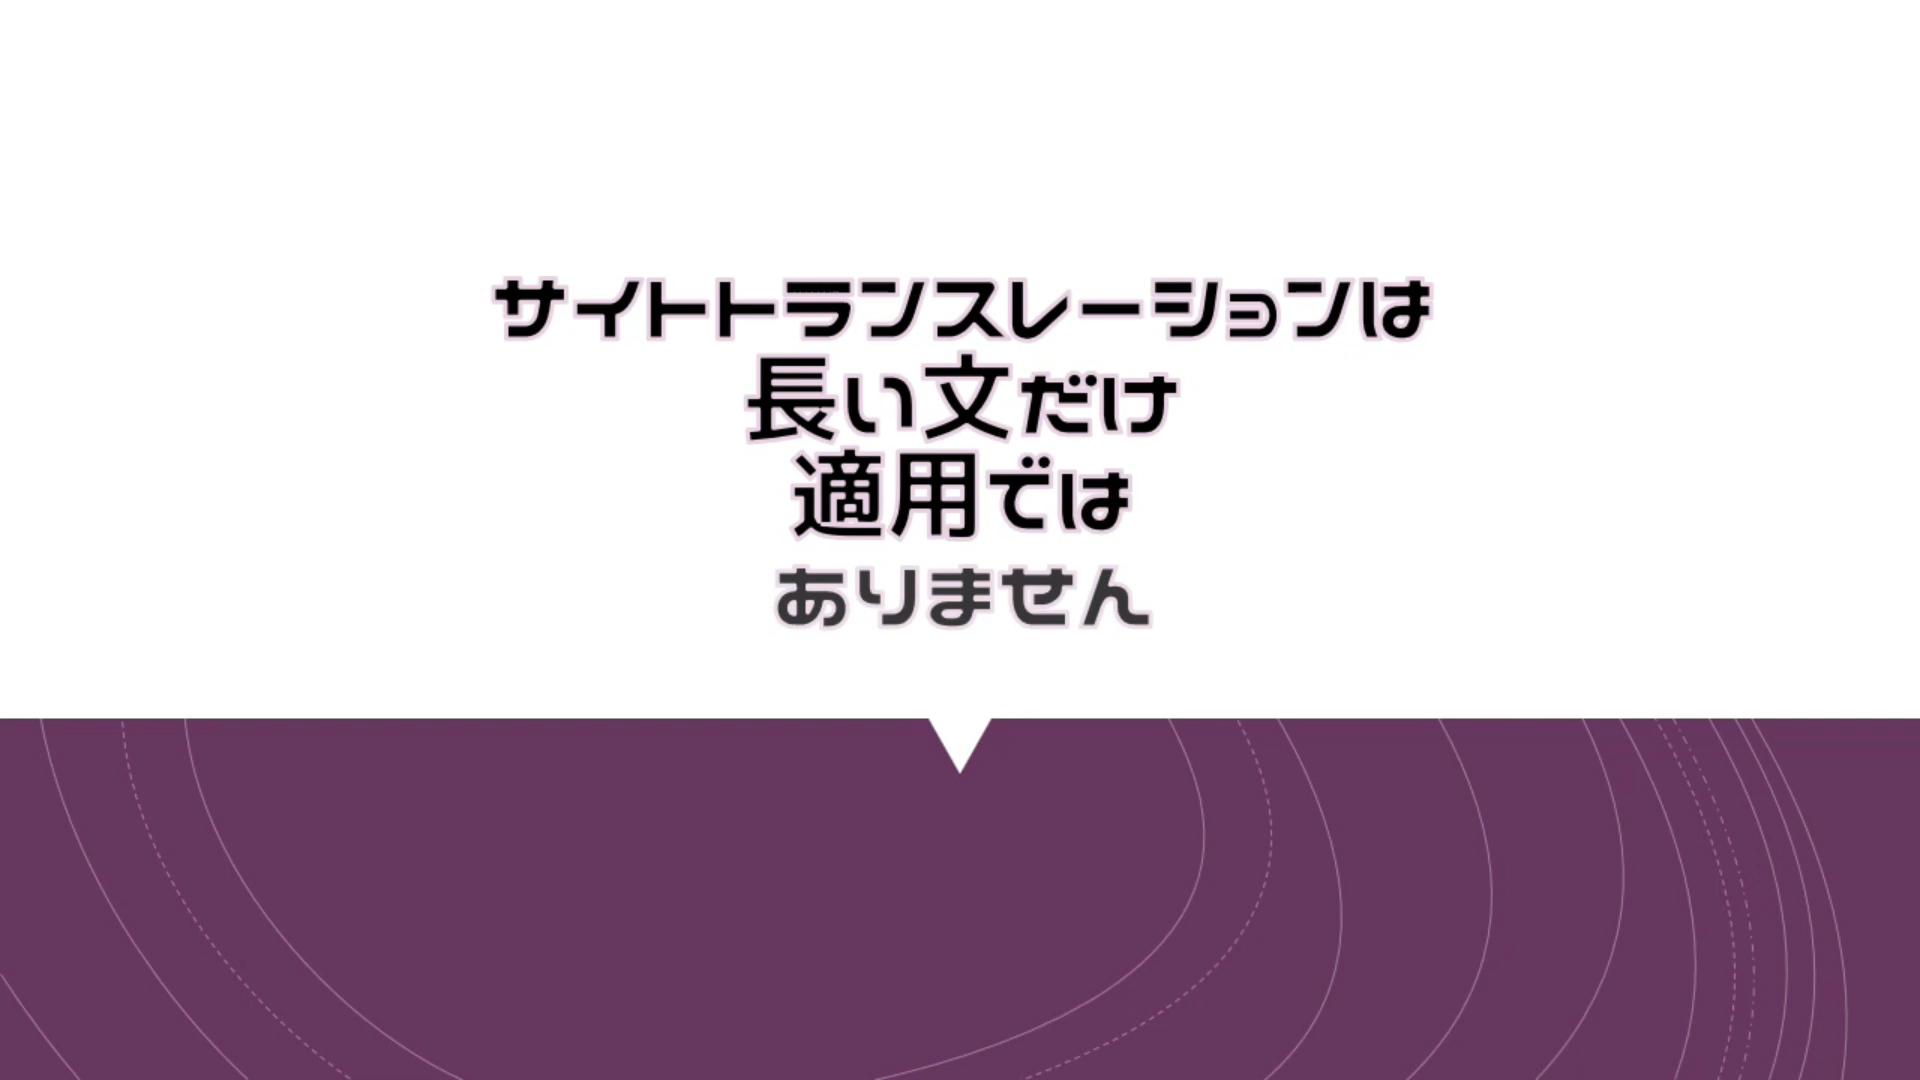 サイトトランスレーションは
長い文だけ
適用では
ありません